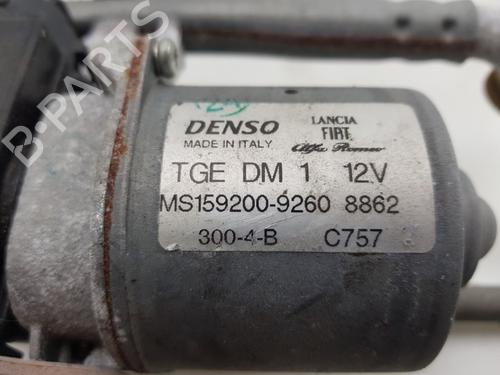 DENSO
MADE IN ITALY
LANCIA
FIAT
Alfa Romeo
TGE DM 1 12V
MS159200-9260 8862
300-4-B C757
B-Parts